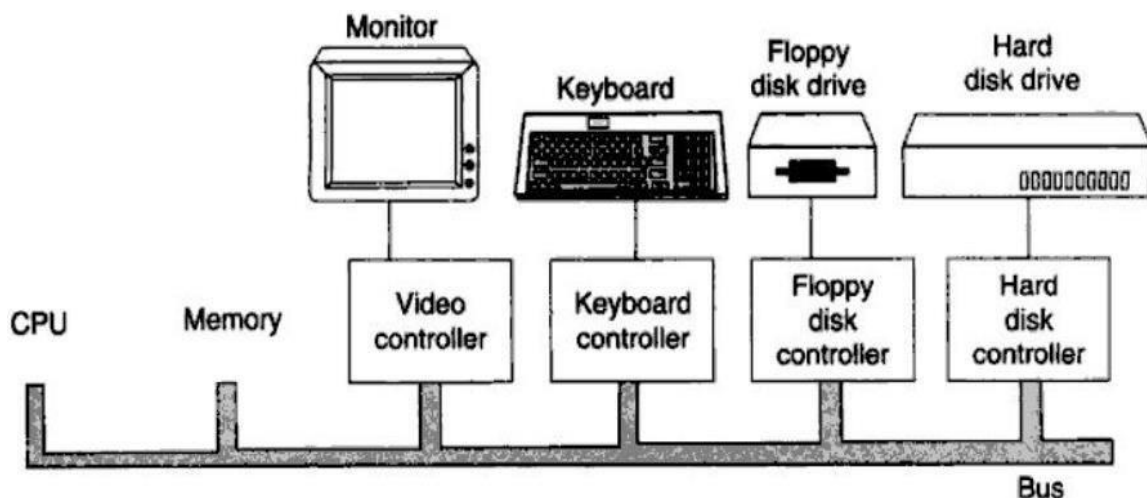 Monitor
Keyboard
Floppy
disk drive
Hard
disk drive
CPU
Memory
Video
controller
Keyboard
controller
Floppy
disk
controller
Hard
disk
controller
Bus